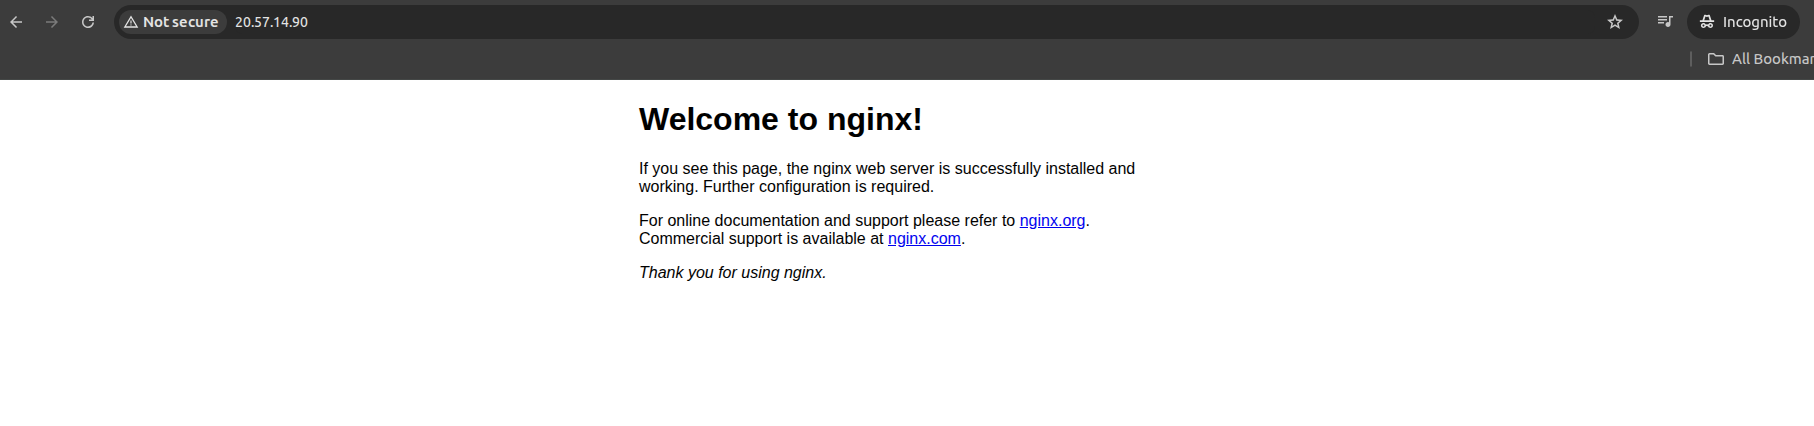 Not secure 20.57.14.90 Incognito
All Bookmar
Welcome to nginx!
If you see this page, the nginx web server is successfully installed and
working. Further configuration is required.
For online documentation and support please refer to nginx.org.
Commercial support is available at nginx.com.
Thank you for using nginx.